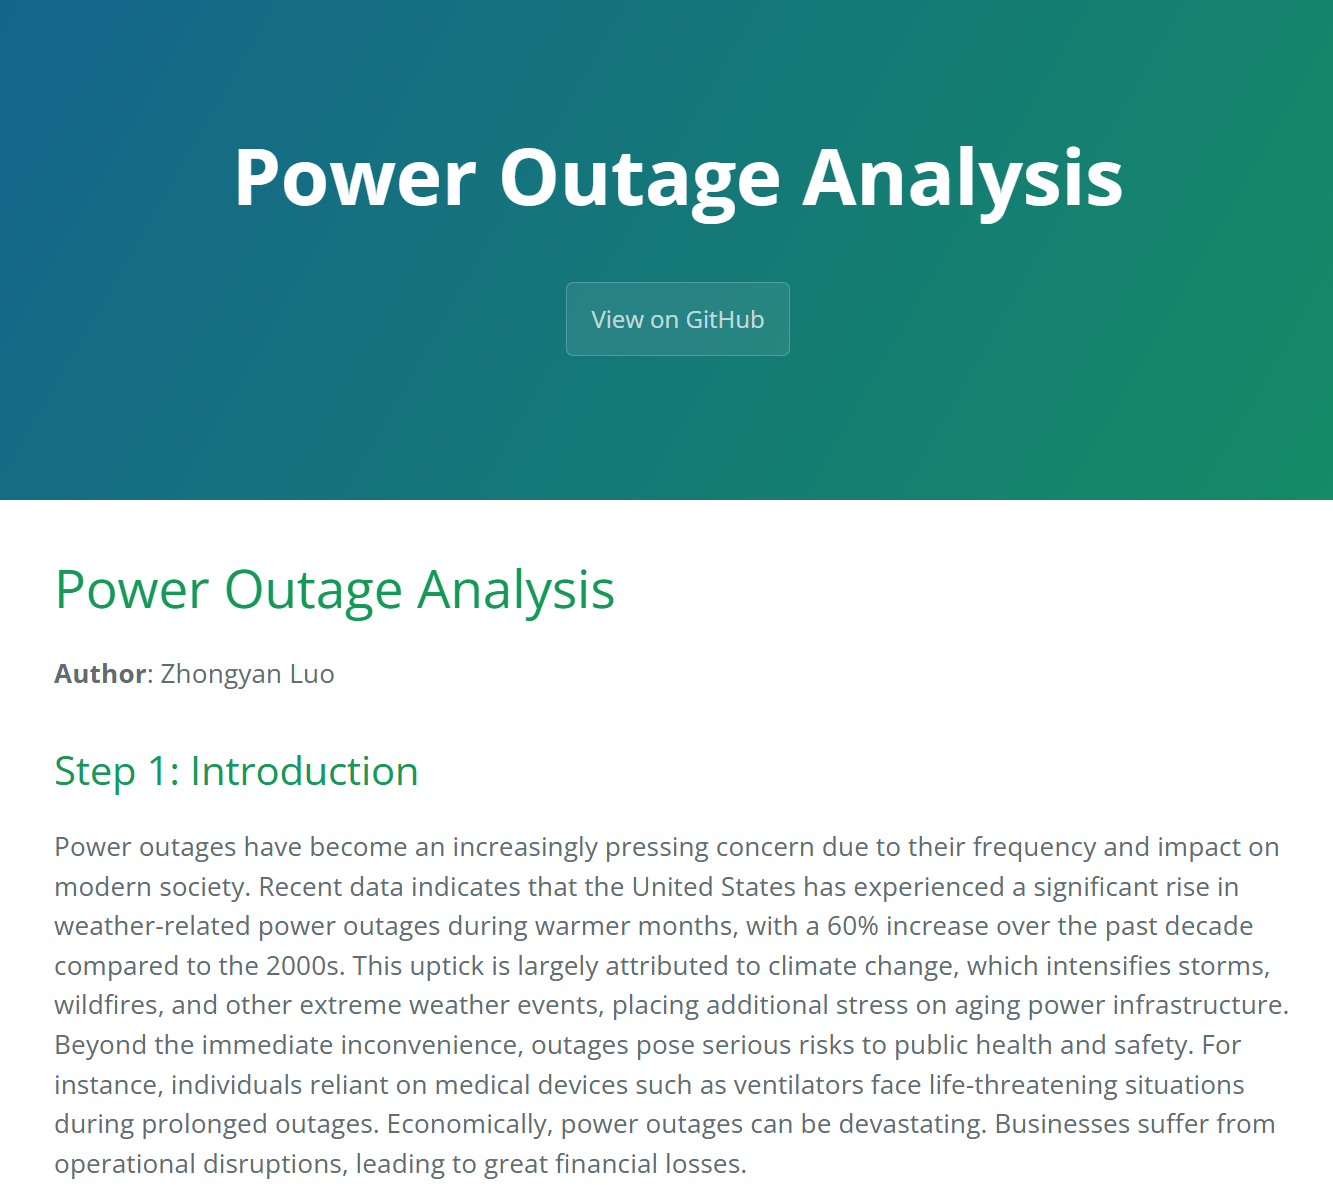 Power Outage Analysis
View on GitHub
Power Outage Analysis
Author: Zhongyan Luo
Step 1: Introduction
Power outages have become an increasingly pressing concern due to their frequency and impact on
modern society. Recent data indicates that the United States has experienced a significant rise in
weather-related power outages during warmer months, with a 60% increase over the past decade
compared to the 2000s. This uptick is largely attributed to climate change, which intensifies storms,
wildfires, and other extreme weather events, placing additional stress on aging power infrastructure.
Beyond the immediate inconvenience, outages pose serious risks to public health and safety. For
instance, individuals reliant on medical devices such as ventilators face life-threatening situations
during prolonged outages. Economically, power outages can be devastating. Businesses suffer from
operational disruptions, leading to great financial losses.